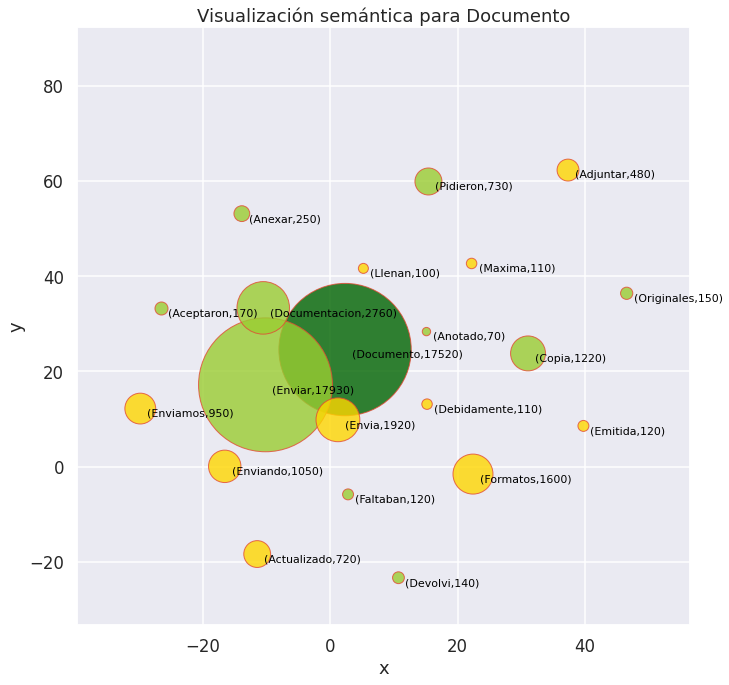 Visualización semántica para Documento
80
60
40
20
0
−20
y
(Adjuntar,480)
(Pidieron,730)
(Anexar,250)
(Llenan,100)
(Maxima,110)
(Originales,150)
(Aceptaron,170)
(Documentacion,2760)
(Anotado,70)
(Documento,17520)
(Copia,1220)
(Enviar,17930)
(Enviamos,950)
(Debidamente,110)
(Envia,1920)
(Emitida,120)
(Enviando,1050)
(Formatos,1600)
(Faltaban,120)
(Actualizado,720)
(Devolvi,140)
−20
0
20
40
x